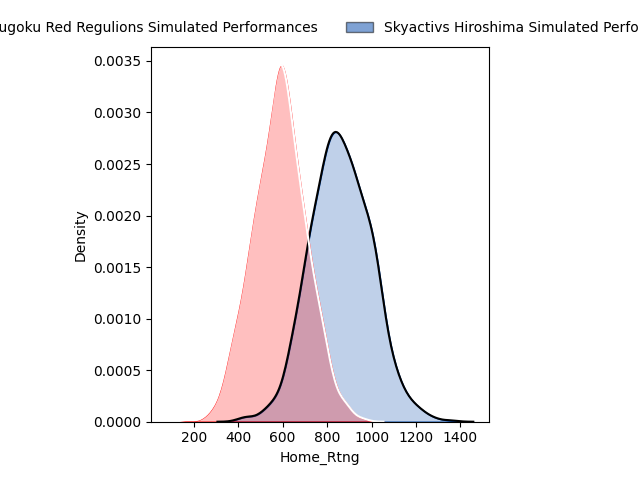 ugoku Red Regulions Simulated Performances
Skyactivs Hiroshima Simulated Perfo
0.0035
0.0030
0.0025
0.0020
0.0015
0.0010
0.0005
0.0000
Density
200 400 600 800 1000 1200 1400
Home_Rtng